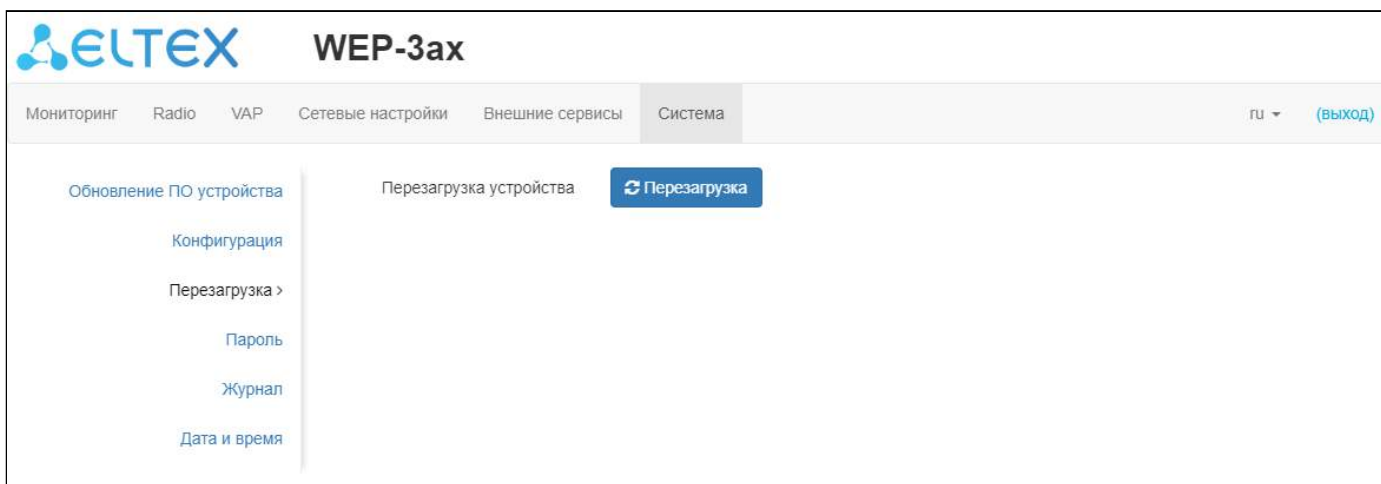 ELTEX WEP-3ax
Мониторинг Radio VAP Сетевые настройки Внешние сервисы Система ru (выход)
Обновление ПО устройства
Конфигурация
Перезагрузка >
Пароль
Журнал
Дата и время
Перезагрузка устройства Перезагрузка